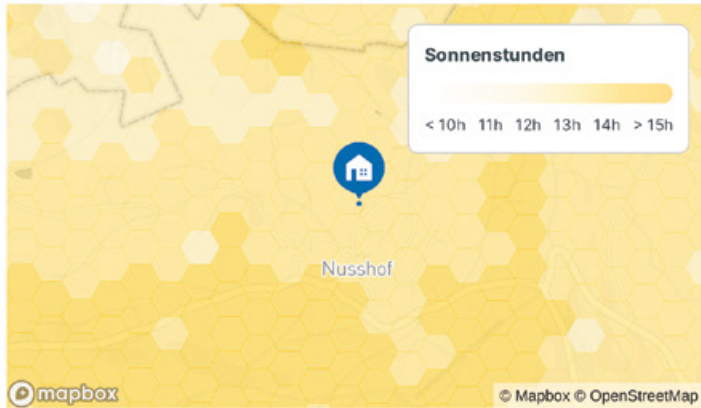 Sonnenstunden
< 10h 11h 12h 13h 14h > 15h
Nusshof
mapbox
© Mapbox © OpenStreetMap